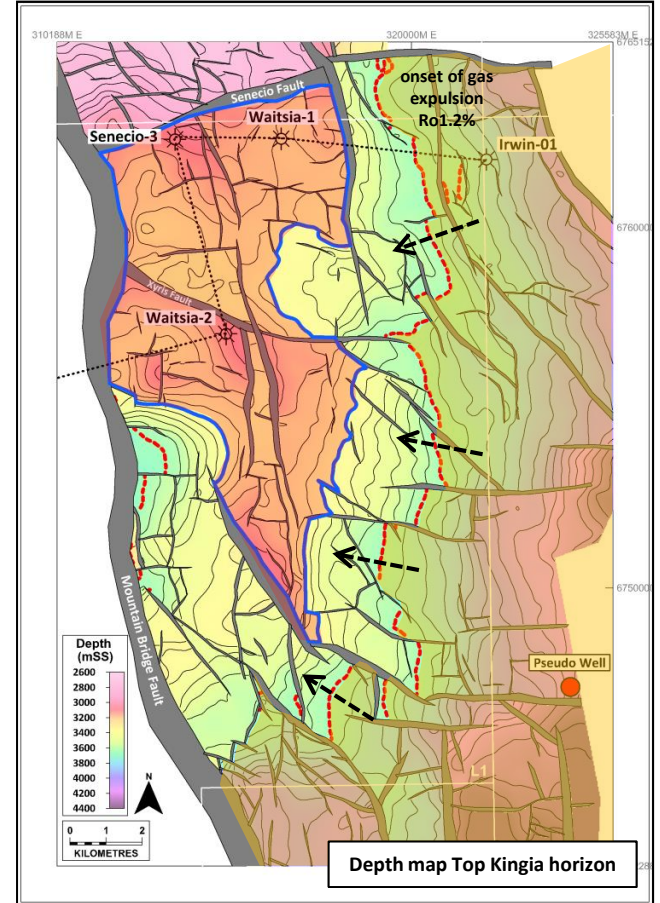 310188M E
320000M E
325583M E
6765152
onset of gas
expulsion
Ro1.2%
Senecio Fault
Waitsia-1
Senecio-3
Irwin-01
6760000
Xyris Fault
Waitsia-2
6750000
Mountain Bridge Fault
Depth
(mSS)
2600
2800
3000
3200
3400
3600
3800
4000
4200
4400
N
0 1 2
KILOMETRES
Pseudo Well
L1
Depth map Top Kingia horizon